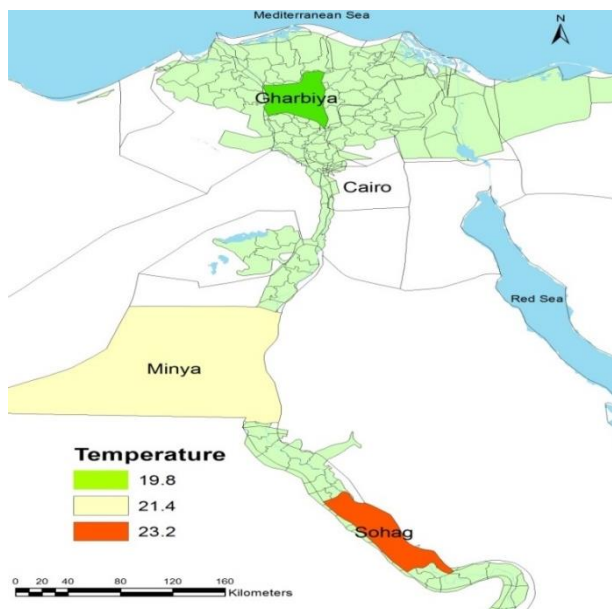 Mediterranean Sea
N
Gharbiya
Cairo
Red Sea
Minya
Temperature
19.8
21.4
23.2
Sohag
0 20 40 80 120 160
Kilometers